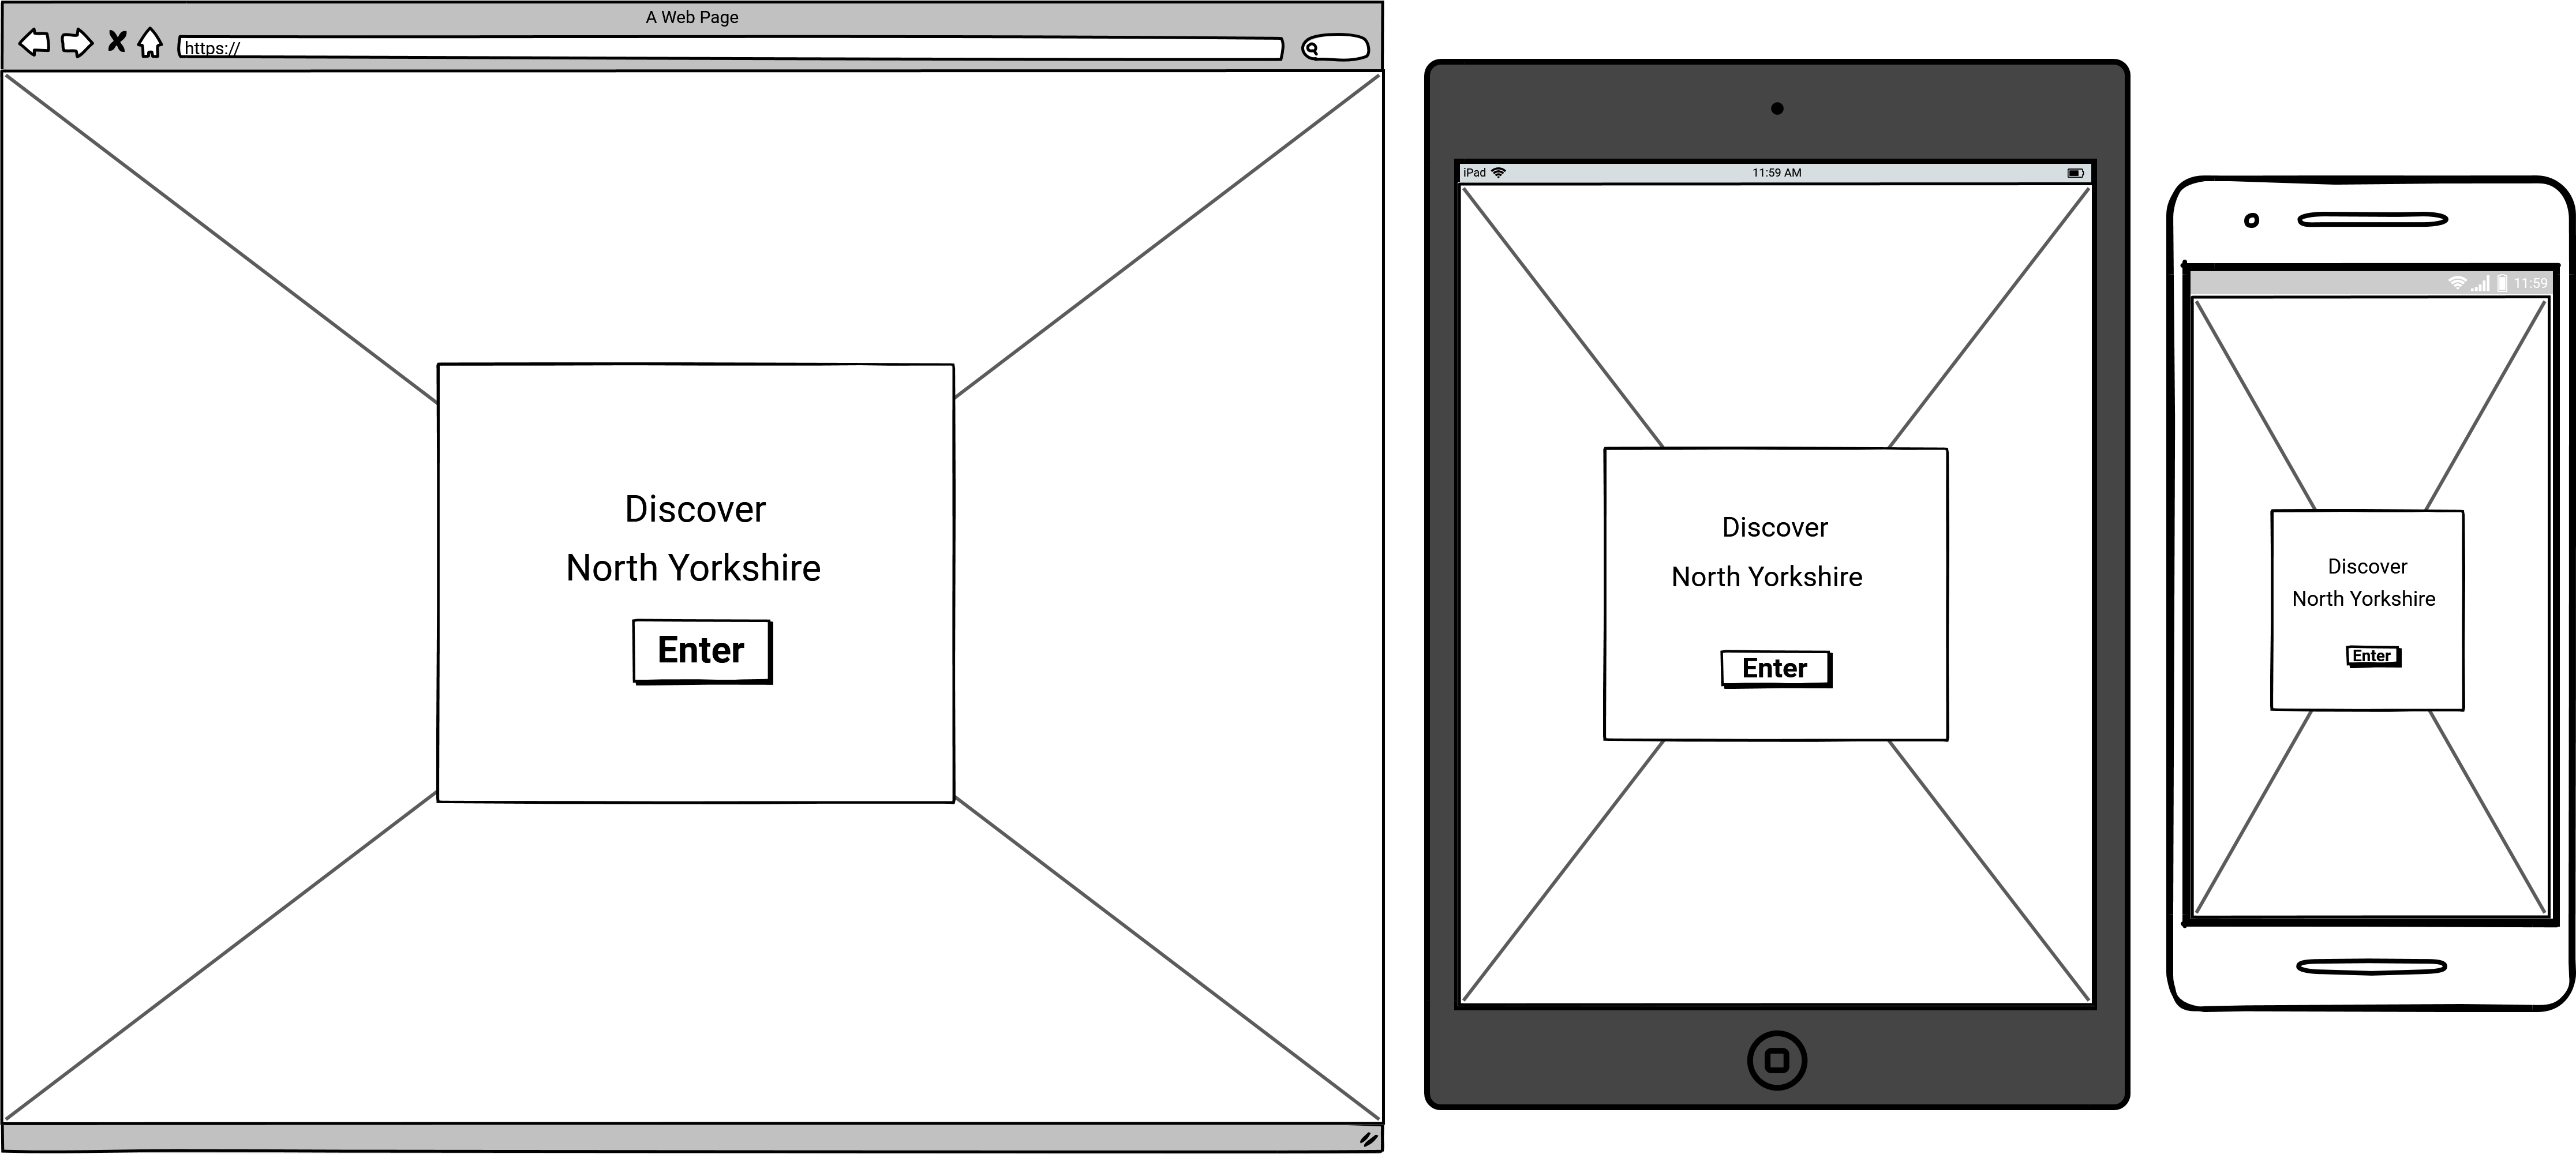 A Web Page
https://
Discover
North Yorkshire
Enter
iPad
11:59 AM
Discover
North Yorkshire
Enter
11:59
Discover
North Yorkshire
Enter